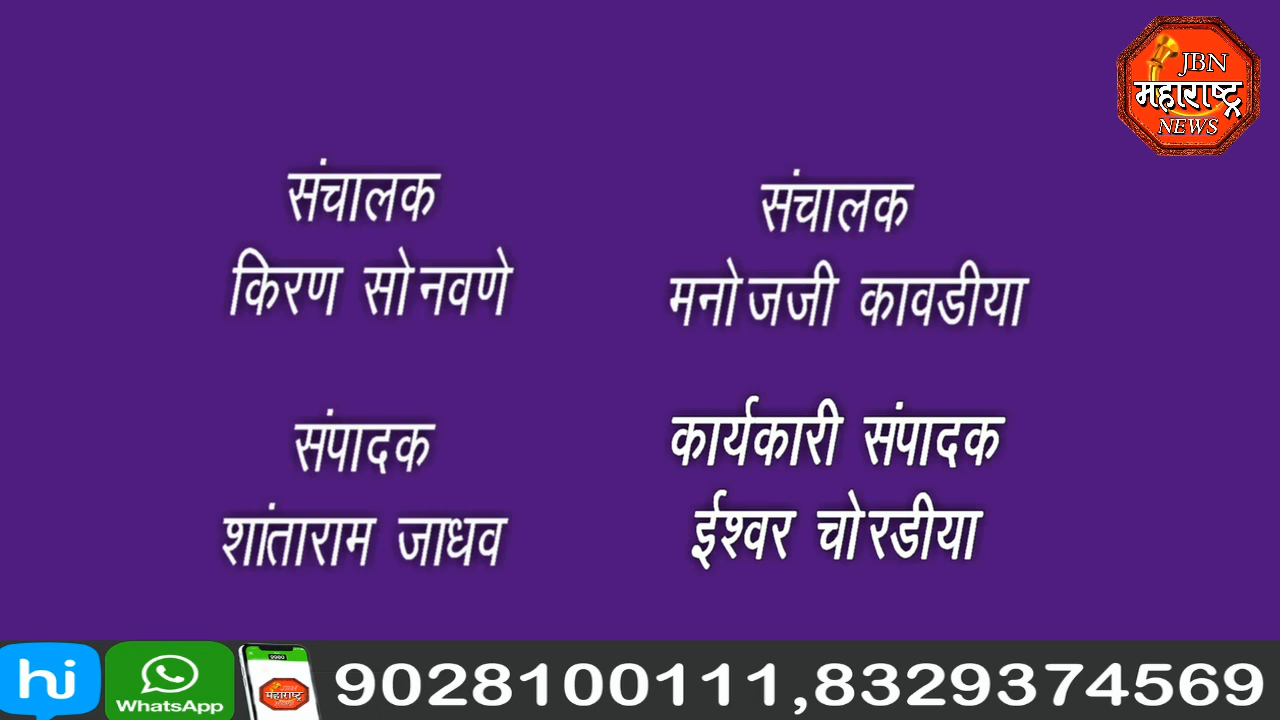 JBN
महाराष्ट्र
NEWS
संचालक
किरण सोनवणे
संचालक
मनोजजी कावडीया
संपादक
शांताराम जाधव
कार्यकारी संपादक
ईश्वर चोरडीया
hi
WhatsApp
महाराष्ट्र
9028100111,8329374569